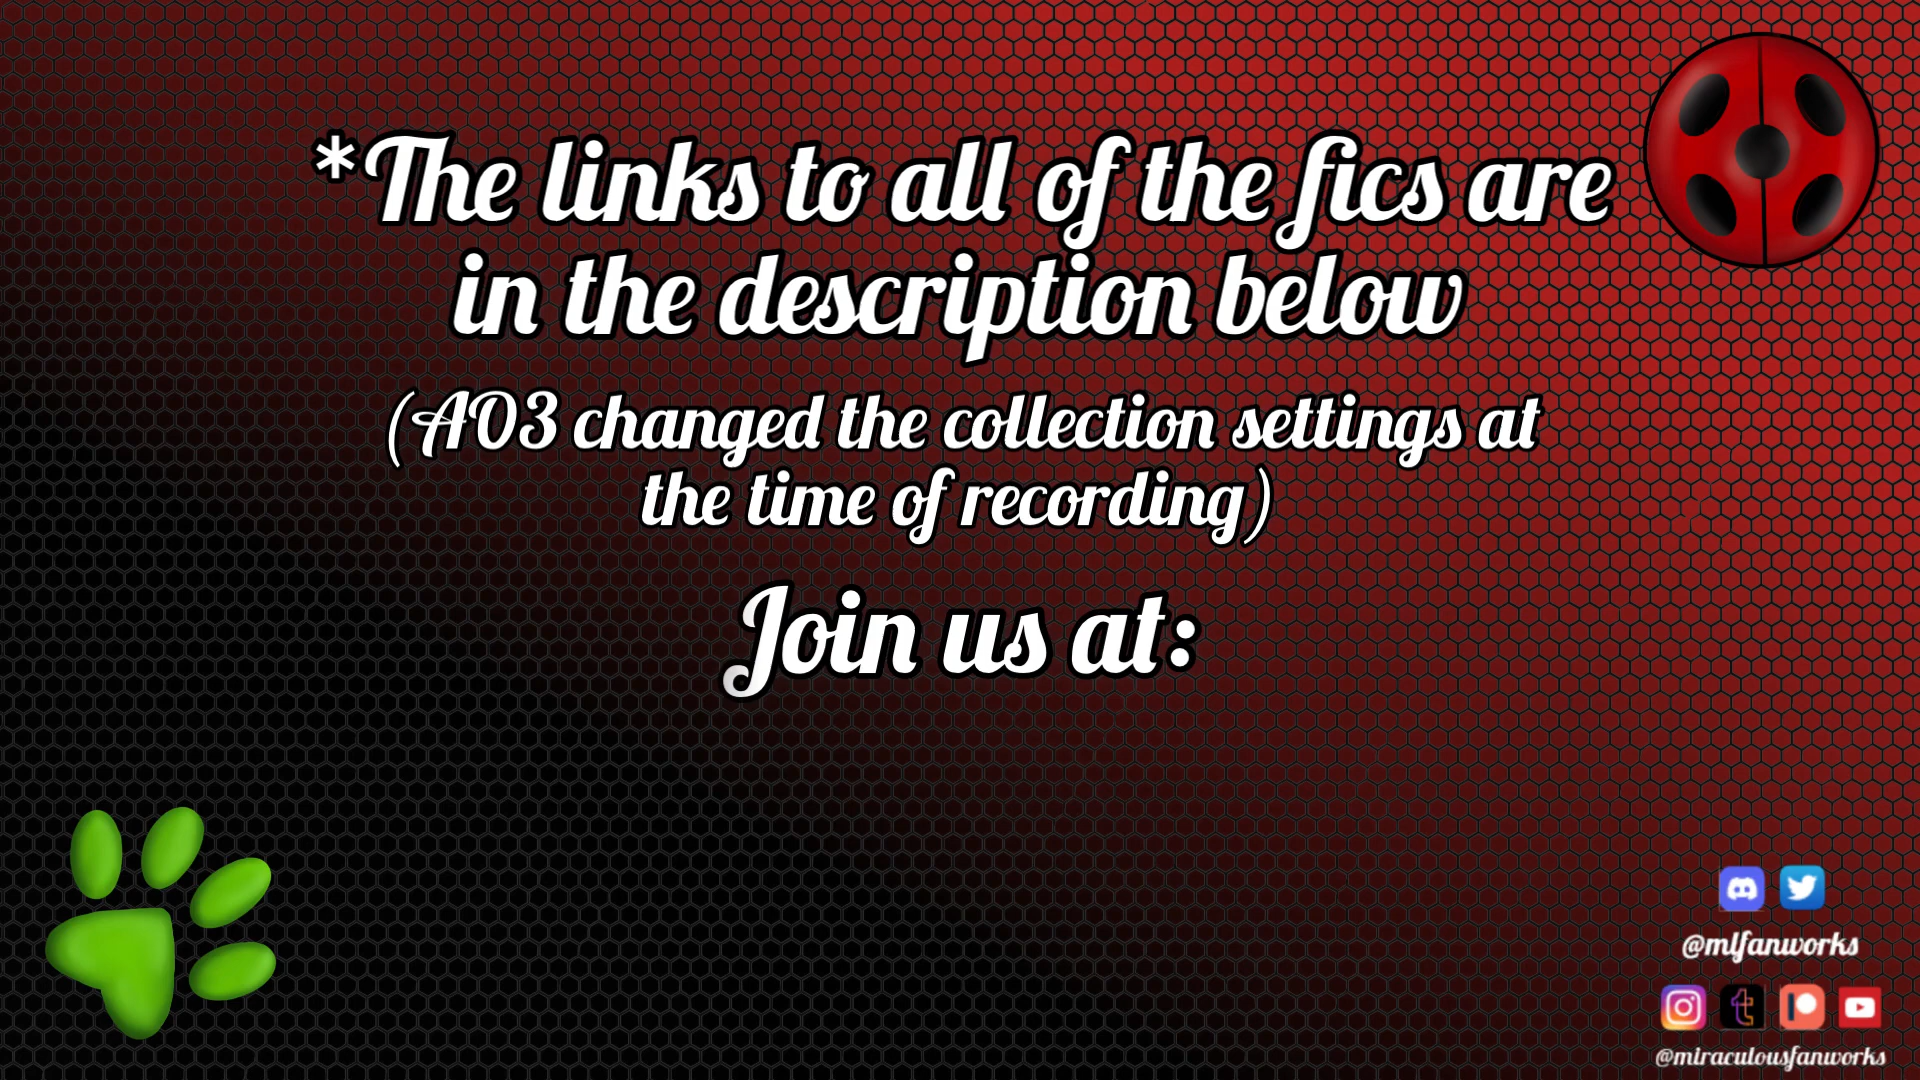 *The links to all of the fics are
in the description below
(AO3 changed the collection settings at
the time of recording)
Join us at:
@mlfanworks
@miraculousfanworks